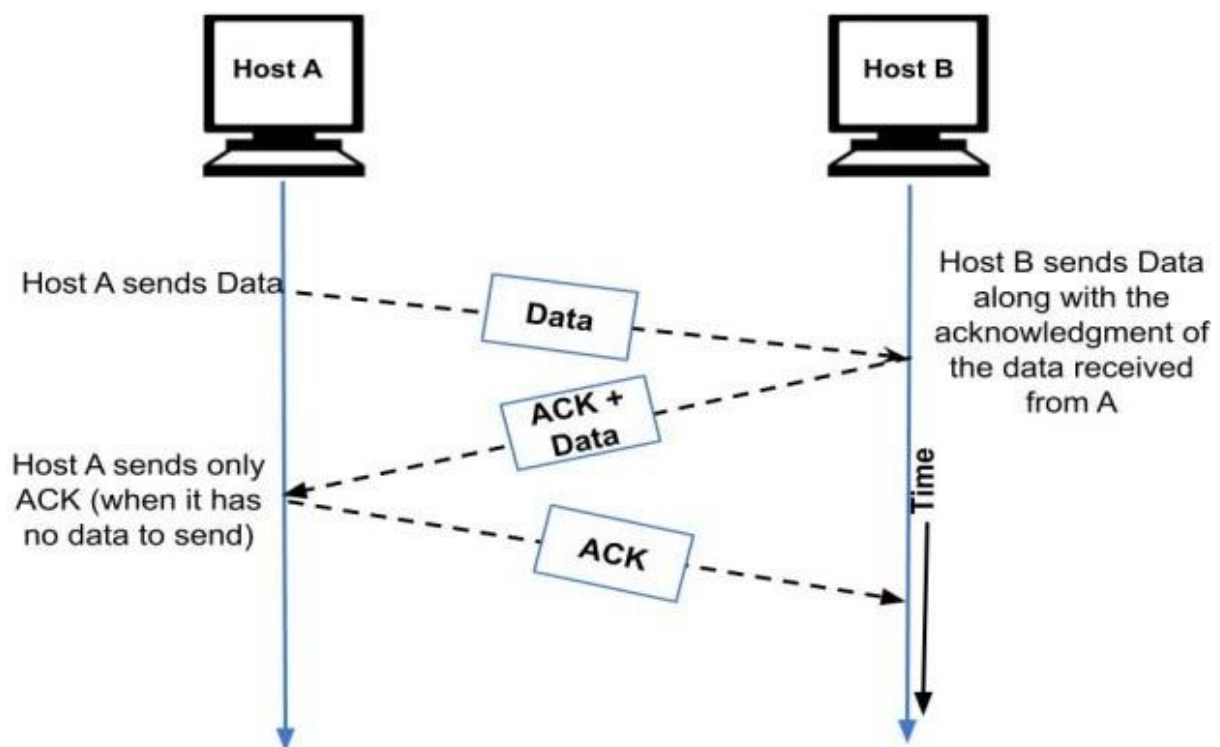 Host A
Host B
Host A sends Data
Data
Host B sends Data
along with the
acknowledgment of
the data received
from A
ACK +
Data
Host A sends only
ACK (when it has
no data to send)
Time
ACK